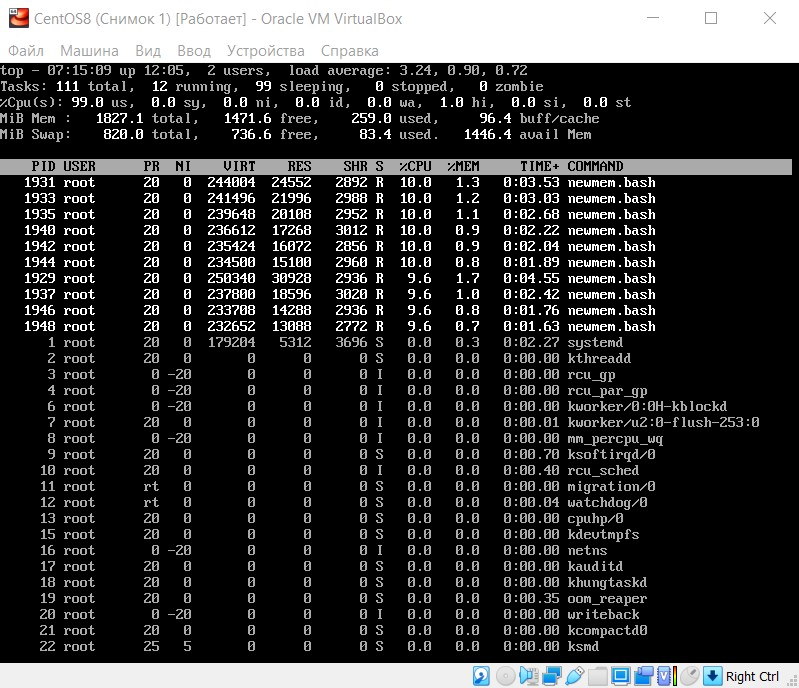 CentOS8 (Снимок 1) [Работает] - Oracle VM VirtualBox
Файл Машина Вид Ввод Устройства Справка
top - 07:15:09 up 12:05, 2 users, load average: 3.24, 0.90, 0.72
Tasks: 111 total, 12 running, 99 sleeping, 0 stopped, 0 zombie
%Cpu(s): 99.0 us, 0.0 sy, 0.0 ni, 0.0 id, 0.0 wa, 1.0 hi, 0.0 si, 0.0 st
MiB Mem : 1827.1 total, 1471.6 free, 259.0 used, 96.4 buff/cache
MiB Swap: 820.0 total, 736.6 free, 83.4 used. 1446.4 avail Mem
PID USER PR NI VIRT RES SHR S %CPU %MEM TIME+ COMMAND
1931 root 20 0 244004 24552 2892 R 10.0 1.3 0:03.53 newmem.bash
1933 root 20 0 241496 21996 2988 R 10.0 1.2 0:03.03 newmem.bash
1935 root 20 0 239648 20108 2952 R 10.0 1.1 0:02.68 newmem.bash
1940 root 20 0 236612 17268 3012 R 10.0 0.9 0:02.22 newmem.bash
1942 root 20 0 235424 16072 2856 R 10.0 0.9 0:02.04 newmem.bash
1944 root 20 0 234500 15100 2960 R 10.0 0.8 0:01.89 newmem.bash
1929 root 20 0 250340 30928 2936 R 9.6 1.7 0:04.55 newmem.bash
1937 root 20 0 237800 18596 3020 R 9.6 1.0 0:02.42 newmem.bash
1946 root 20 0 233708 14288 2936 R 9.6 0.8 0:01.76 newmem.bash
1948 root 20 0 232652 13088 2772 R 9.6 0.7 0:01.63 newmem.bash
1 root 20 0 179204 5312 3696 S 0.0 0.3 0:02.27 systemd
2 root 20 0 0 0 0 S 0.0 0.0 0:00.00 kthreadd
3 root 0 -20 0 0 0 I 0.0 0.0 0:00.00 rcu_gp
4 root 0 -20 0 0 0 I 0.0 0.0 0:00.00 rcu_par_gp
6 root 0 -20 0 0 0 I 0.0 0.0 0:00.00 kworker/0:0H-kblockd
7 root 20 0 0 0 0 I 0.0 0.0 0:00.01 kworker/u2:0-flush-253:0
8 root 0 -20 0 0 0 I 0.0 0.0 0:00.00 mm_percpu_wq
9 root 20 0 0 0 0 S 0.0 0.0 0:00.70 ksoftirqd/0
10 root 20 0 0 0 0 I 0.0 0.0 0:00.40 rcu_sched
11 root rt 0 0 0 0 S 0.0 0.0 0:00.00 migration/0
12 root rt 0 0 0 0 S 0.0 0.0 0:00.04 watchdog/0
13 root 20 0 0 0 0 S 0.0 0.0 0:00.00 cpuhp/0
15 root 20 0 0 0 0 S 0.0 0.0 0:00.00 kdevtmpfs
16 root 0 -20 0 0 0 I 0.0 0.0 0:00.00 netns
17 root 20 0 0 0 0 S 0.0 0.0 0:00.00 kauditd
18 root 20 0 0 0 0 S 0.0 0.0 0:00.00 khungtaskd
19 root 20 0 0 0 0 S 0.0 0.0 0:00.35 oom_reaper
20 root 0 -20 0 0 0 I 0.0 0.0 0:00.00 writeback
21 root 20 0 0 0 0 S 0.0 0.0 0:00.00 kcompactd0
22 root 25 5 0 0 0 S 0.0 0.0 0:00.00 ksmd
Right Ctrl